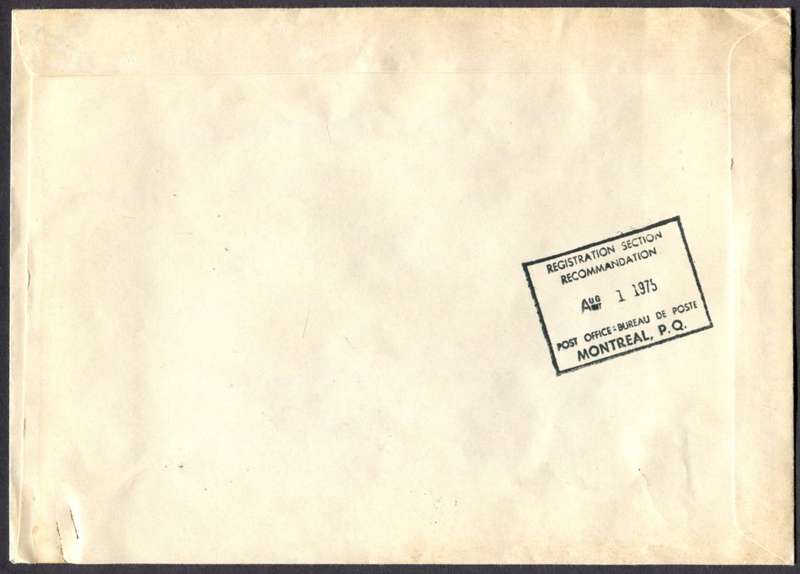 REGISTRATION SECTION
RECOMMANDATION
AUG 1 1975
POST OFFICE-BUREAU DE POSTE
MONTREAL, P.Q.